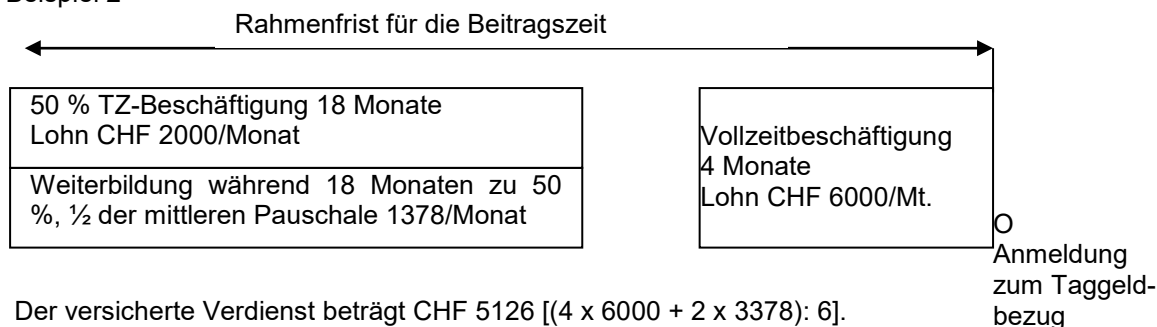 Rahmenfrist für die Beitragszeit
50 % TZ-Beschäftigung 18 Monate
Lohn CHF 2000/Monat
Weiterbildung während 18 Monaten zu 50
%, ½ der mittleren Pauschale 1378/Monat
Vollzeitbeschäftigung
4 Monate
Lohn CHF 6000/Mt.
O
Anmeldung
zum Taggeld-
bezug
Der versicherte Verdienst beträgt CHF 5126 [(4 x 6000 + 2 x 3378): 6].